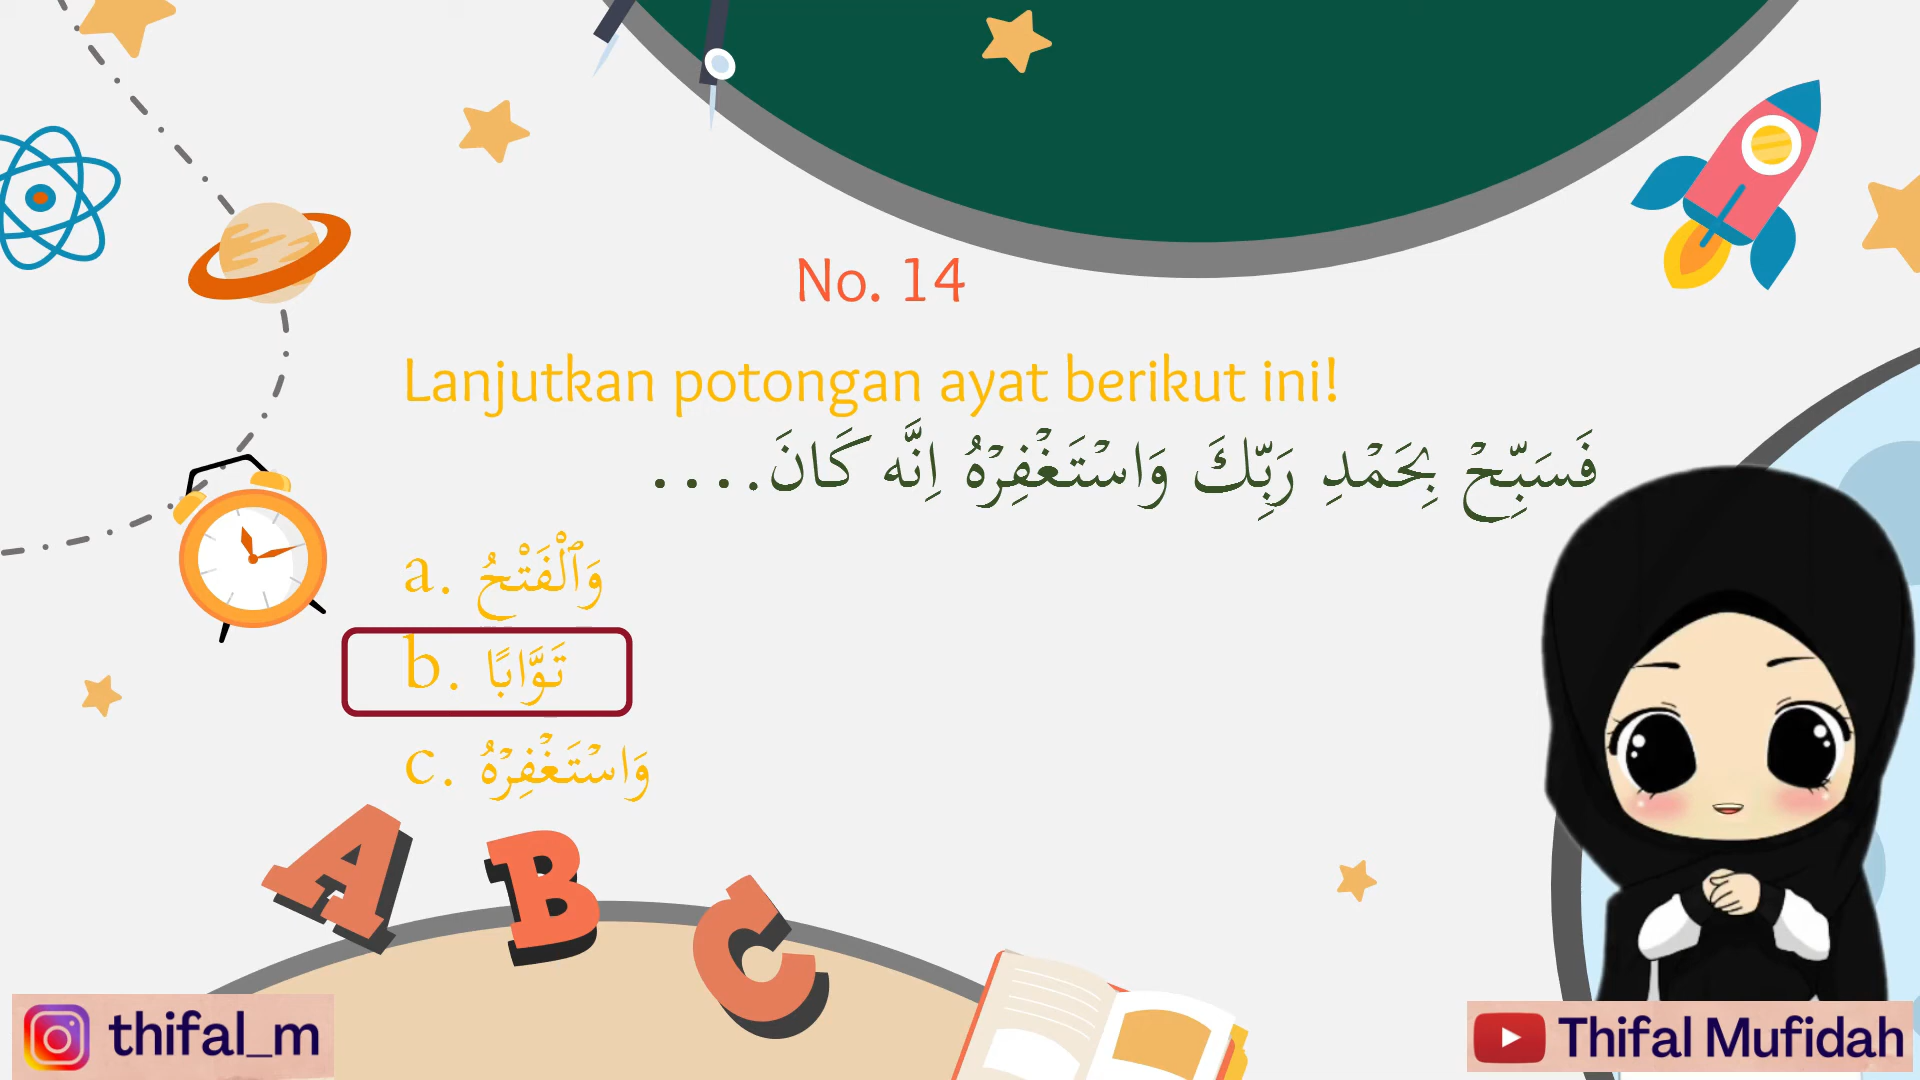 No. 14
Lanjutkan potongan ayat berikut ini!
فَسَبِّحْ بِحَمْدِ رَبِّكَ وَاسْتَغْفِرْهُ اِنَّه كَانَ....
a. وَٱلْفَتْحُ
b. تَوَّابًا
c. وَاسْتَغْفِرْهُ
A B C
thifal_m
Thifal Mufidah